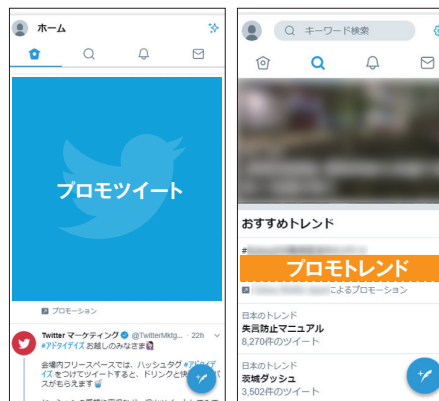 ホーム
プロモツイート
プロモーション
Twitter マーケティング @TwitterMktg... · 22h
#アドタイデイズ お越しのみなさま
会場内フリースペースでは、ハッシュタグ #アドタイデ
イズ をつけてツイートすると、ドリンクと
スがもらえます
キーワード検索
おすすめトレンド
#
プロモトレンド
によるプロモーション
日本のトレンド
失言防止マニュアル
8,270件のツイート
日本のトレンド
茨城ダッシュ
3,502件のツイート